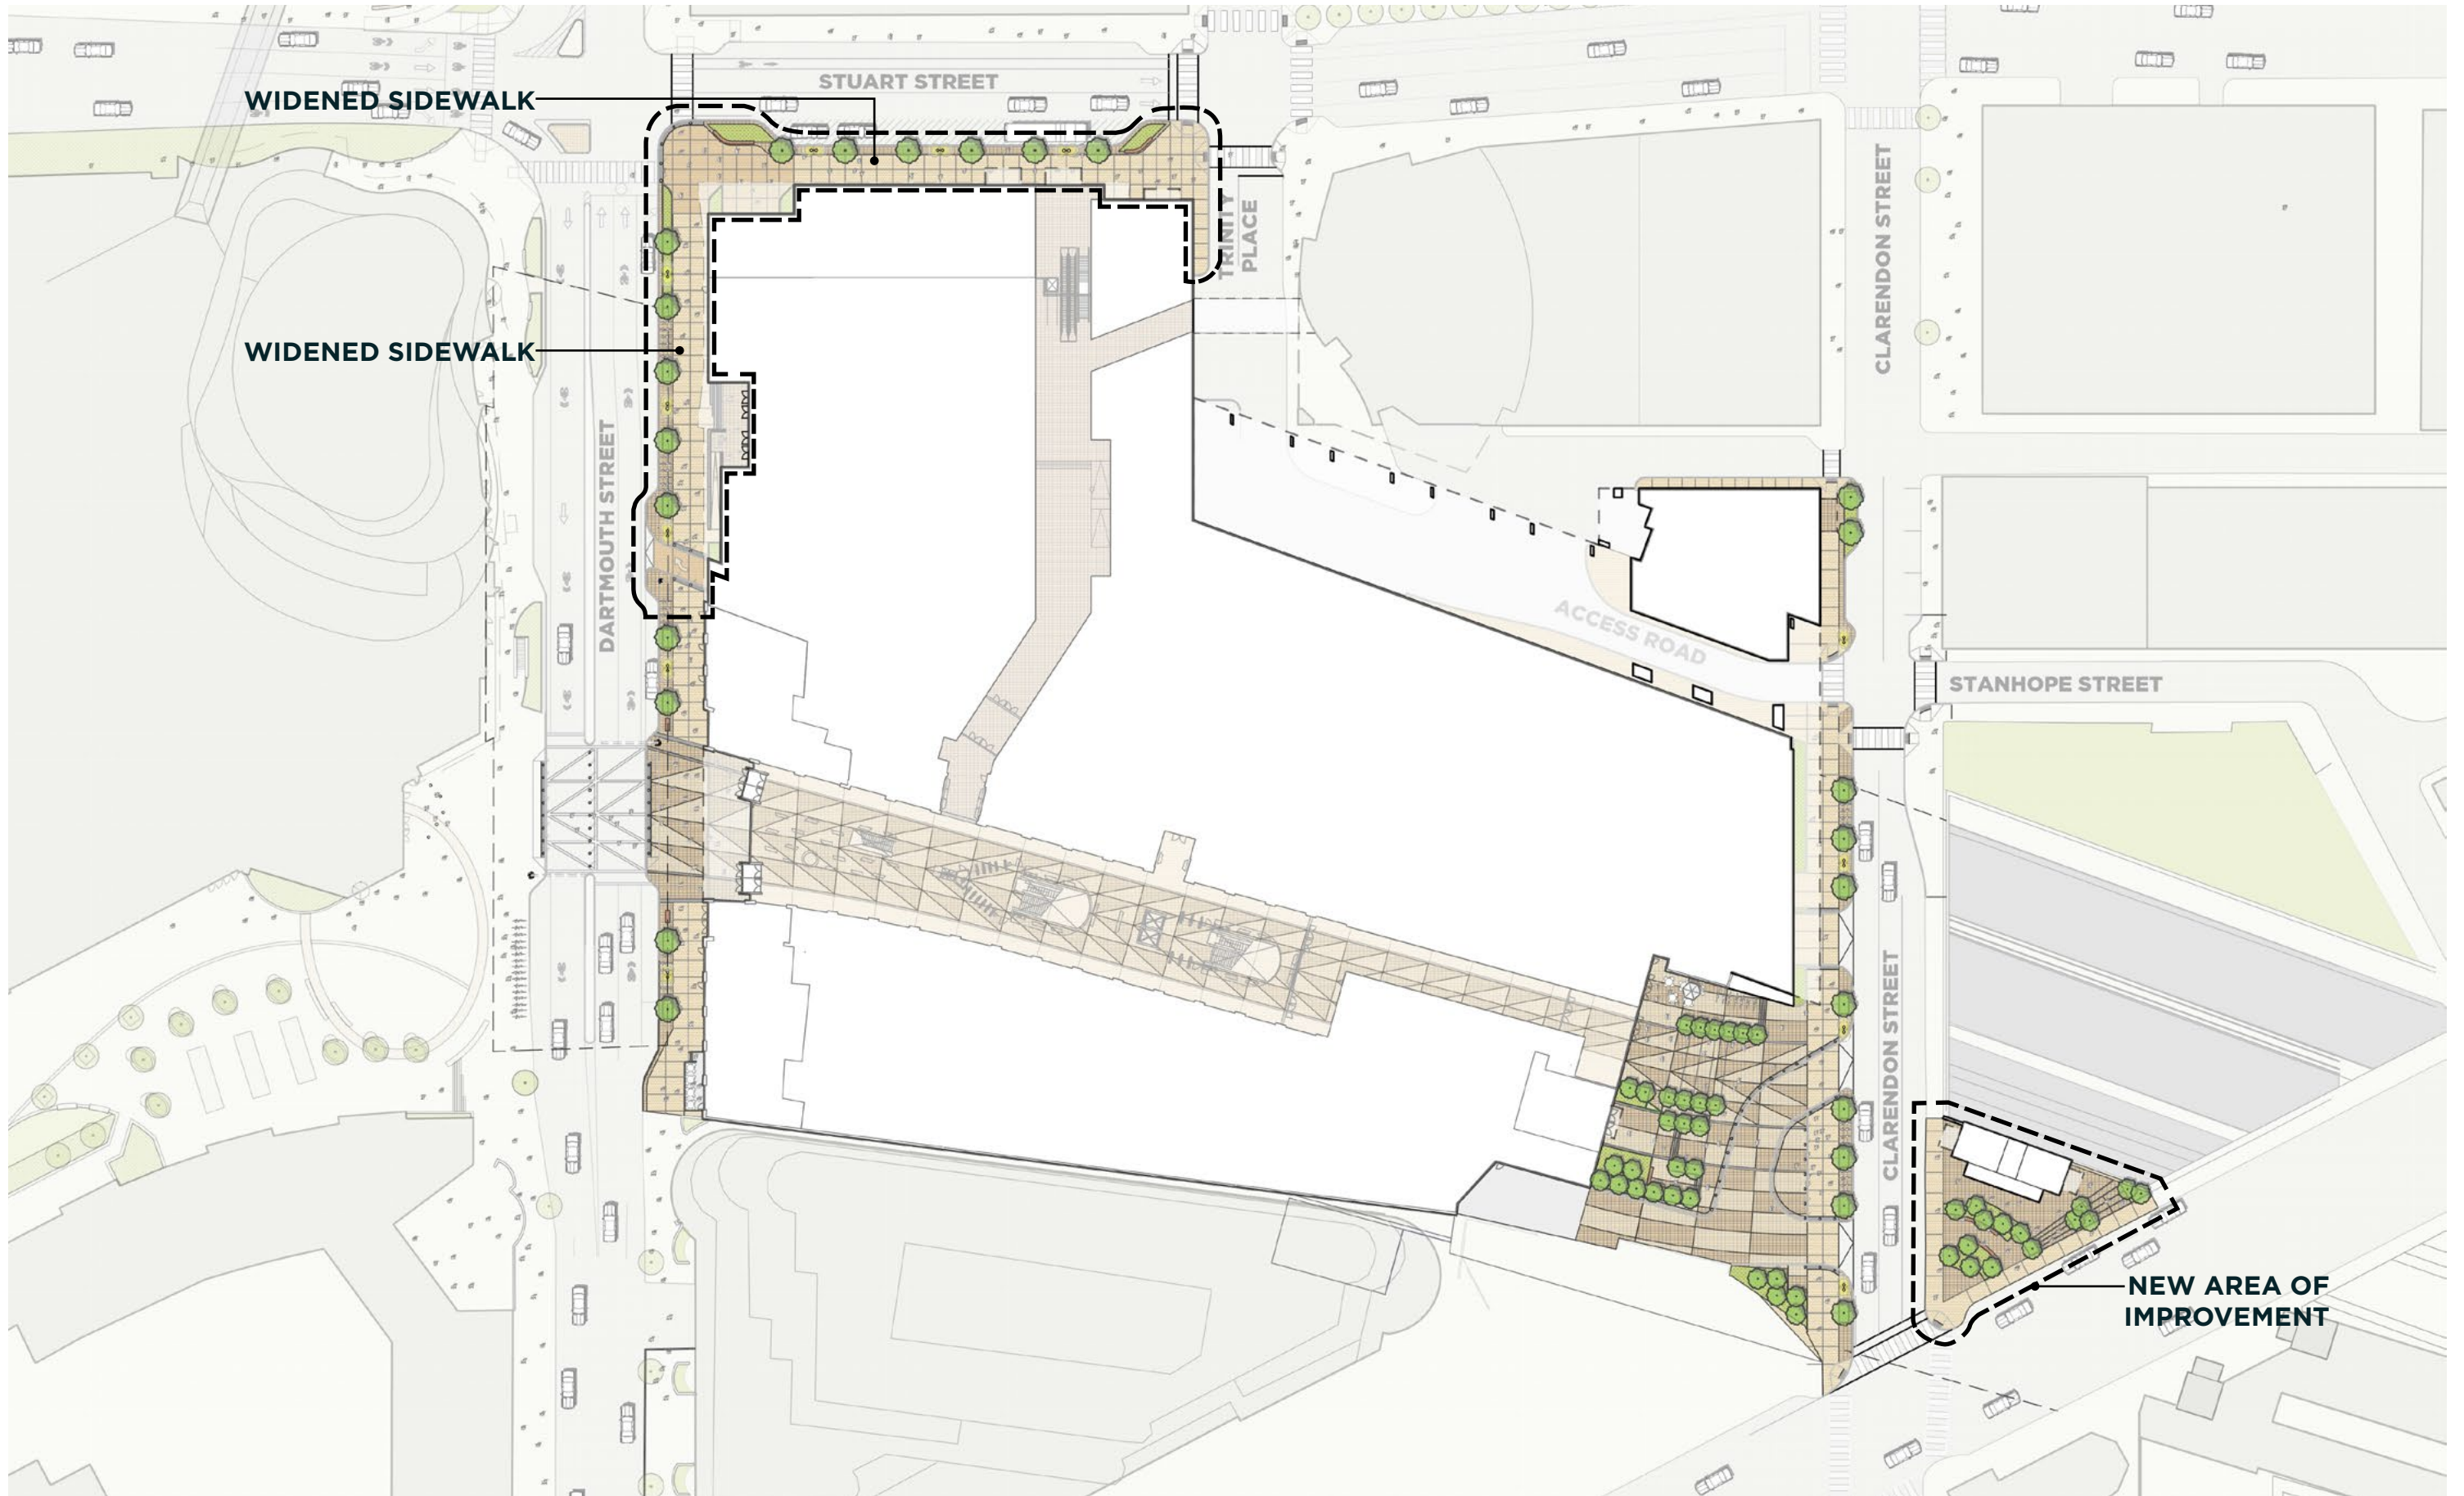 STUART STREET
WIDENED SIDEWALK
TRINITY
PLACE
CLARENDON STREET
WIDENED SIDEWALK
DARTMOUTH STREET
ACCESS ROAD
STANHOPE STREET
CLARENDON STREET
NEW AREA OF
IMPROVEMENT